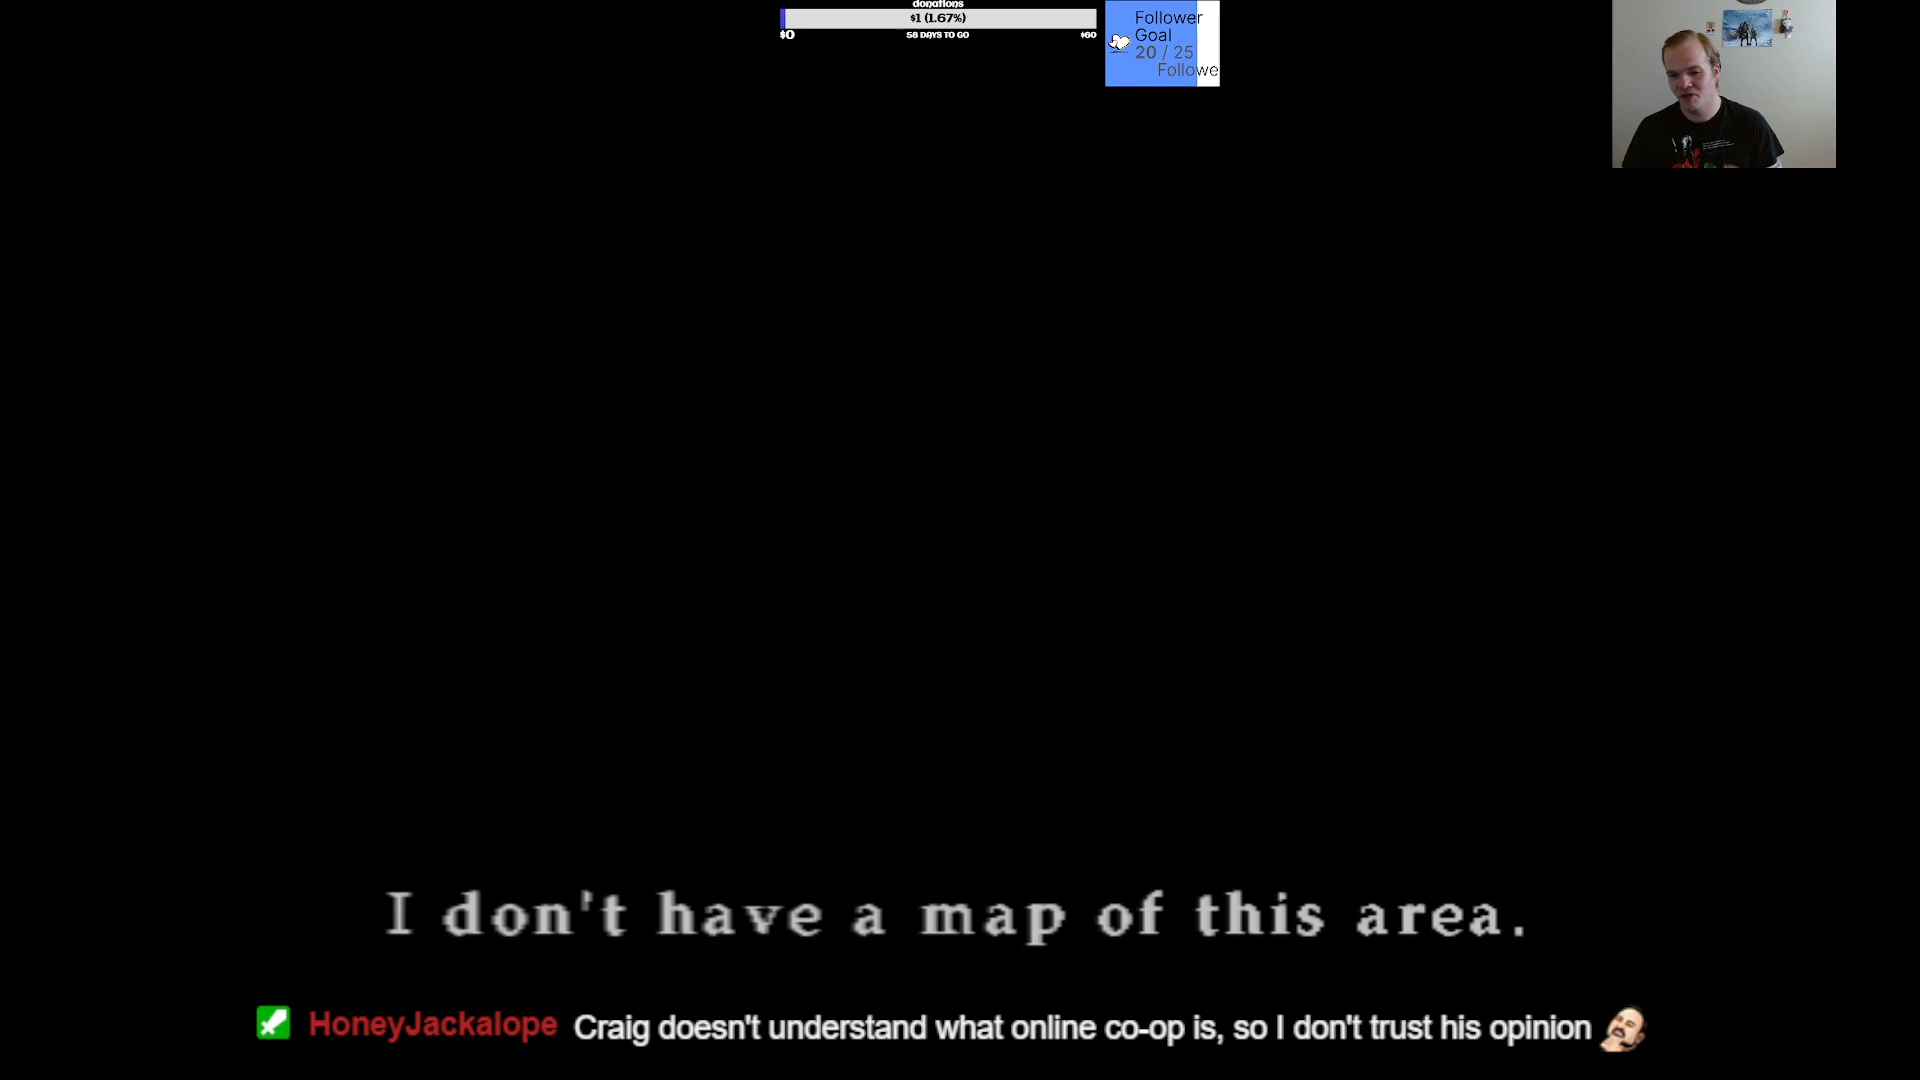 donations
$1 (1.67%)
$0
58 DAYS TO GO
$60
Follower
Goal
20 / 25
Followe
I don't have a map of this area.
HoneyJackalope Craig doesn't understand what online co-op is, so I don't trust his opinion